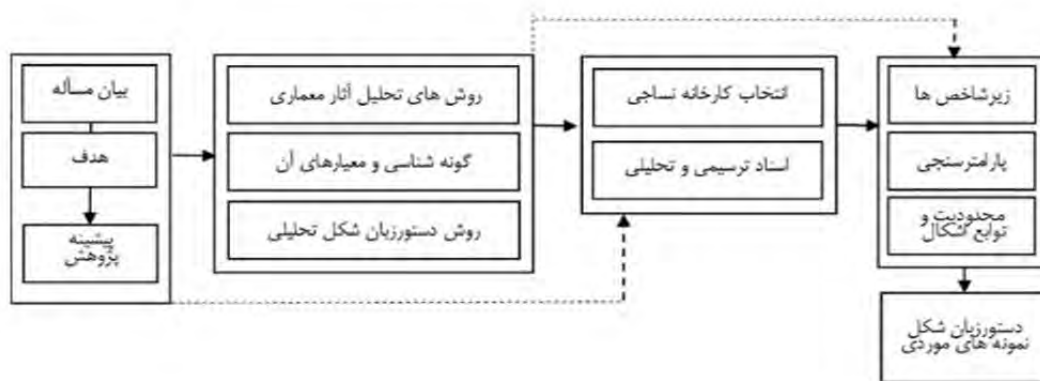 بیان مساله
هدف
پیشینه
پژوهش
روش های تحلیل آثار معماری
گونه شناسی و معیارهای آن
روش دستورزبان شکل تحلیلی
انتخاب کارخانه نساجی
اسناد ترسیمی و تحلیلی
زیرشاخص ها
پارامترسنجی
محدودیت و
توابع اشکال
دستورزبان شکل
نمونه های موردی